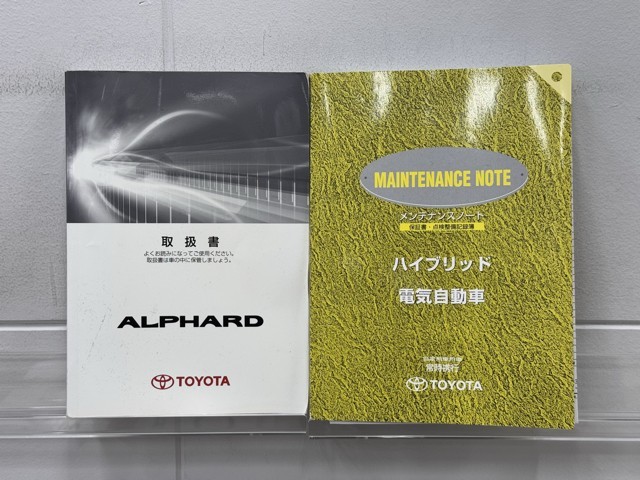 取扱書
よくお読みになってご使用ください。
取扱書は車の中に保管しましょう。
ALPHARD
TOYOTA
MAINTENANCE NOTE
メンテナンスノート
保証書・点検整備記録簿
ハイブリッド
電気自動車
常時携行
TOYOTA